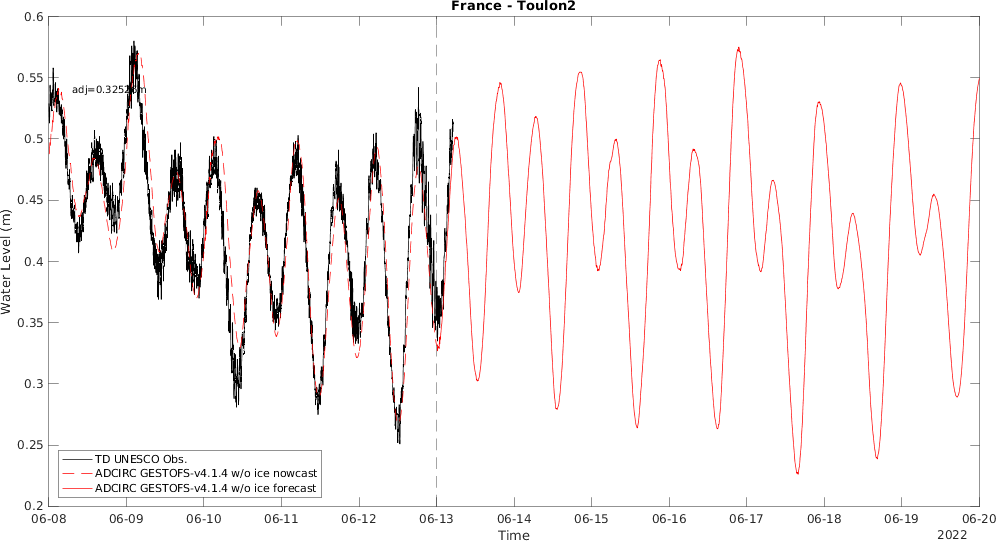 France - Toulon2
0.6
0.55
0.5
0.45
0.4
0.35
0.3
0.25
0.2
Water Level (m)
TD UNESCO Obs.
ADCIRC GESTOFS-v4.1.4 w/o ice nowcast
ADCIRC GESTOFS-v4.1.4 w/o ice forecast
06-08 06-09 06-10 06-11 06-12 06-13 06-14 06-15 06-16 06-17 06-18 06-19 06-20
Time
2022